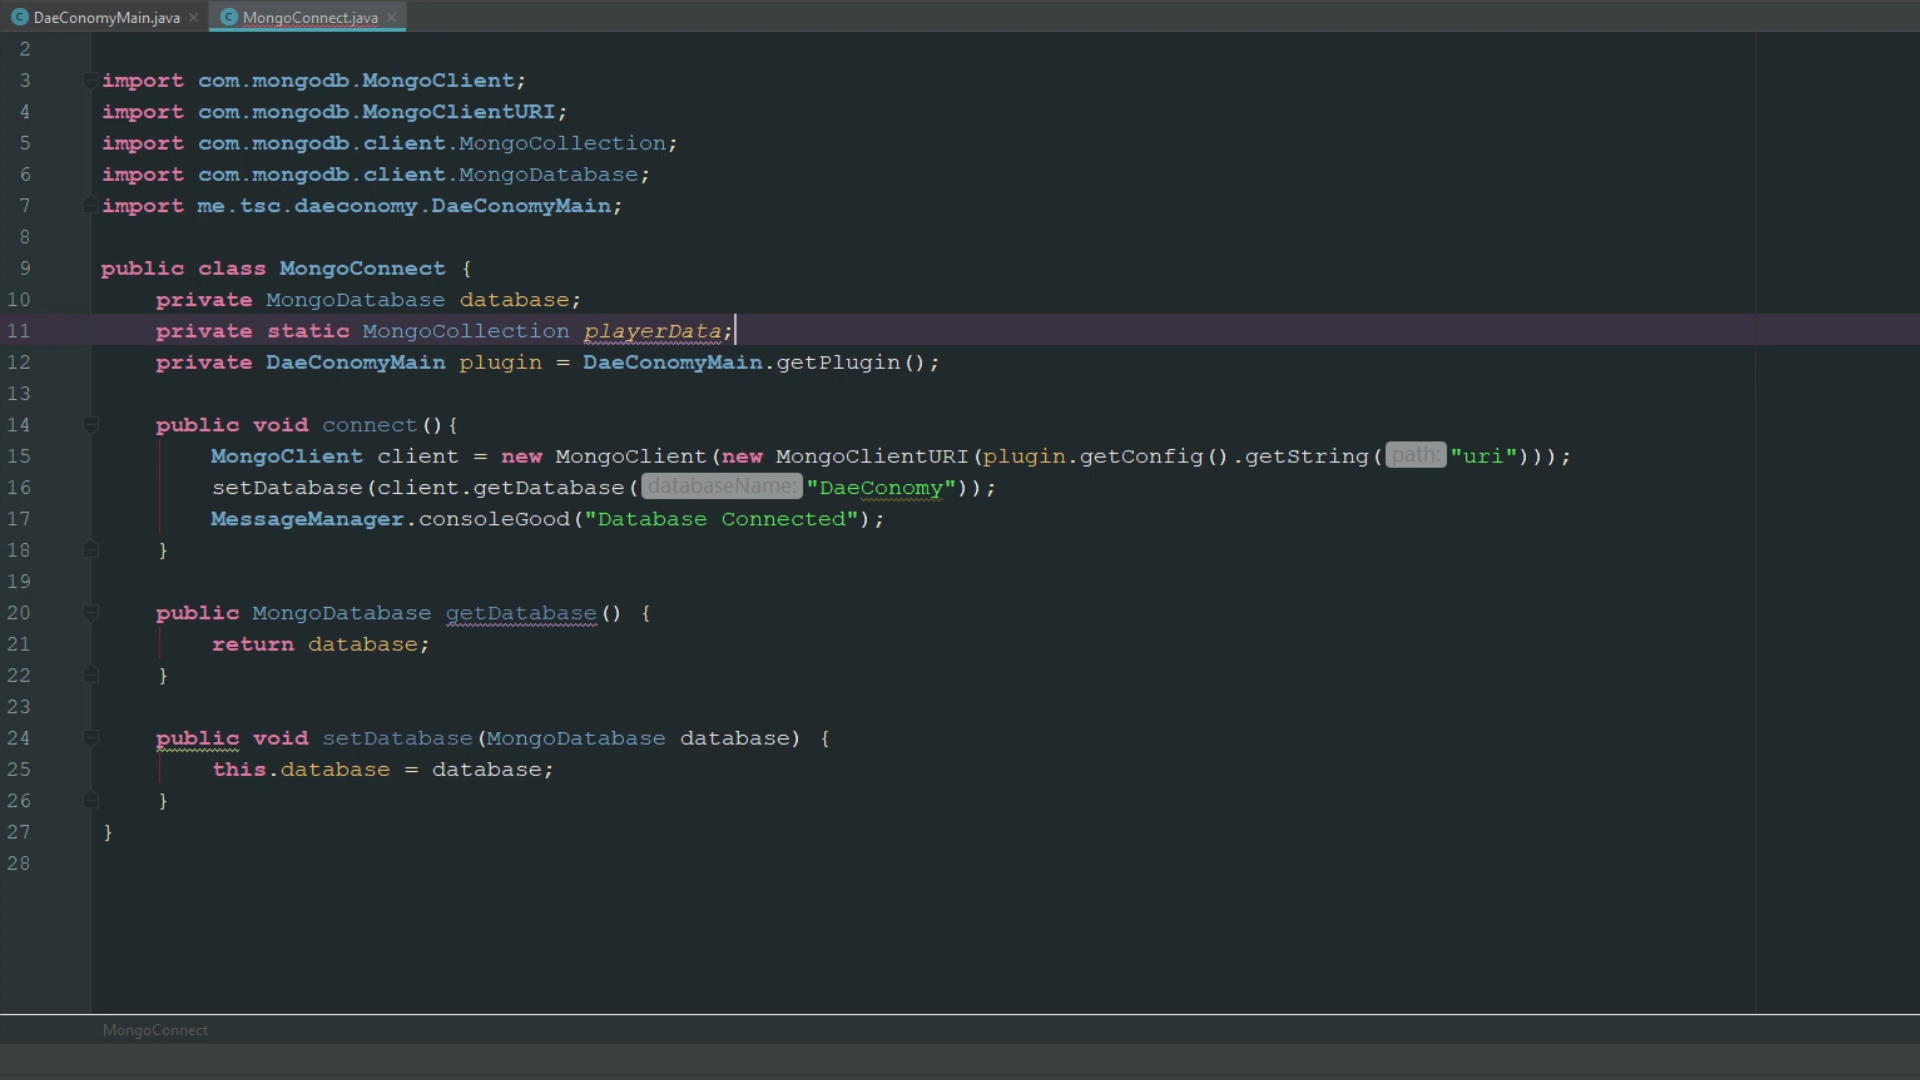 DaeConomyMain.java
MongoConnect.java
2
3 import com.mongodb.MongoClient;
4 import com.mongodb.MongoClientURI;
5 import com.mongodb.client.MongoCollection;
6 import com.mongodb.client.MongoDatabase;
7 import me.tsc.daeconomy.DaeConomyMain;
8
9 public class MongoConnect {
10 private MongoDatabase database;
11 private static MongoCollection playerData;
12 private DaeConomyMain plugin = DaeConomyMain.getPlugin();
13
14 public void connect(){
15 MongoClient client = new MongoClient(new MongoClientURI(plugin.getConfig().getString( path: "uri")));
16 setDatabase(client.getDatabase( databaseName: "DaeConomy"));
17 MessageManager.consoleGood("Database Connected");
18 }
19
20 public MongoDatabase getDatabase() {
21 return database;
22 }
23
24 public void setDatabase(MongoDatabase database) {
25 this.database = database;
26 }
27 }
28
MongoConnect